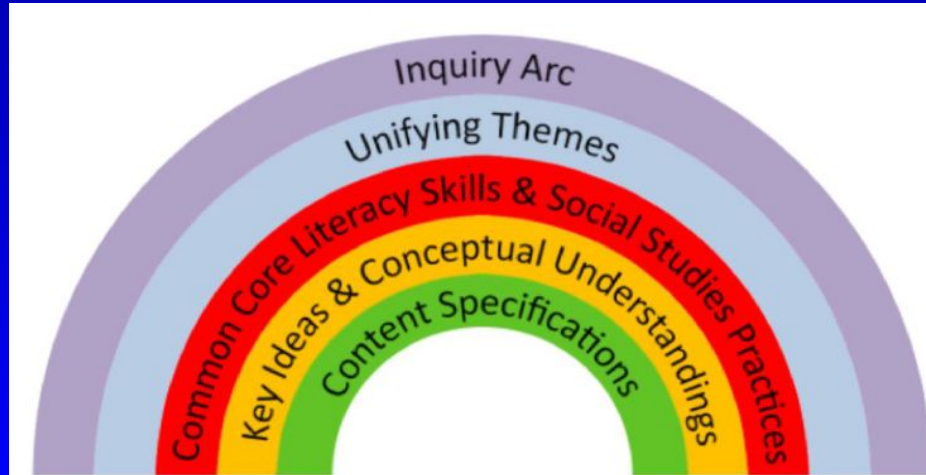 Inquiry Arc
Unifying Themes
Common Core Literacy Skills & Social Studies Practices
Key Ideas & Conceptual Understandings
Content Specifications